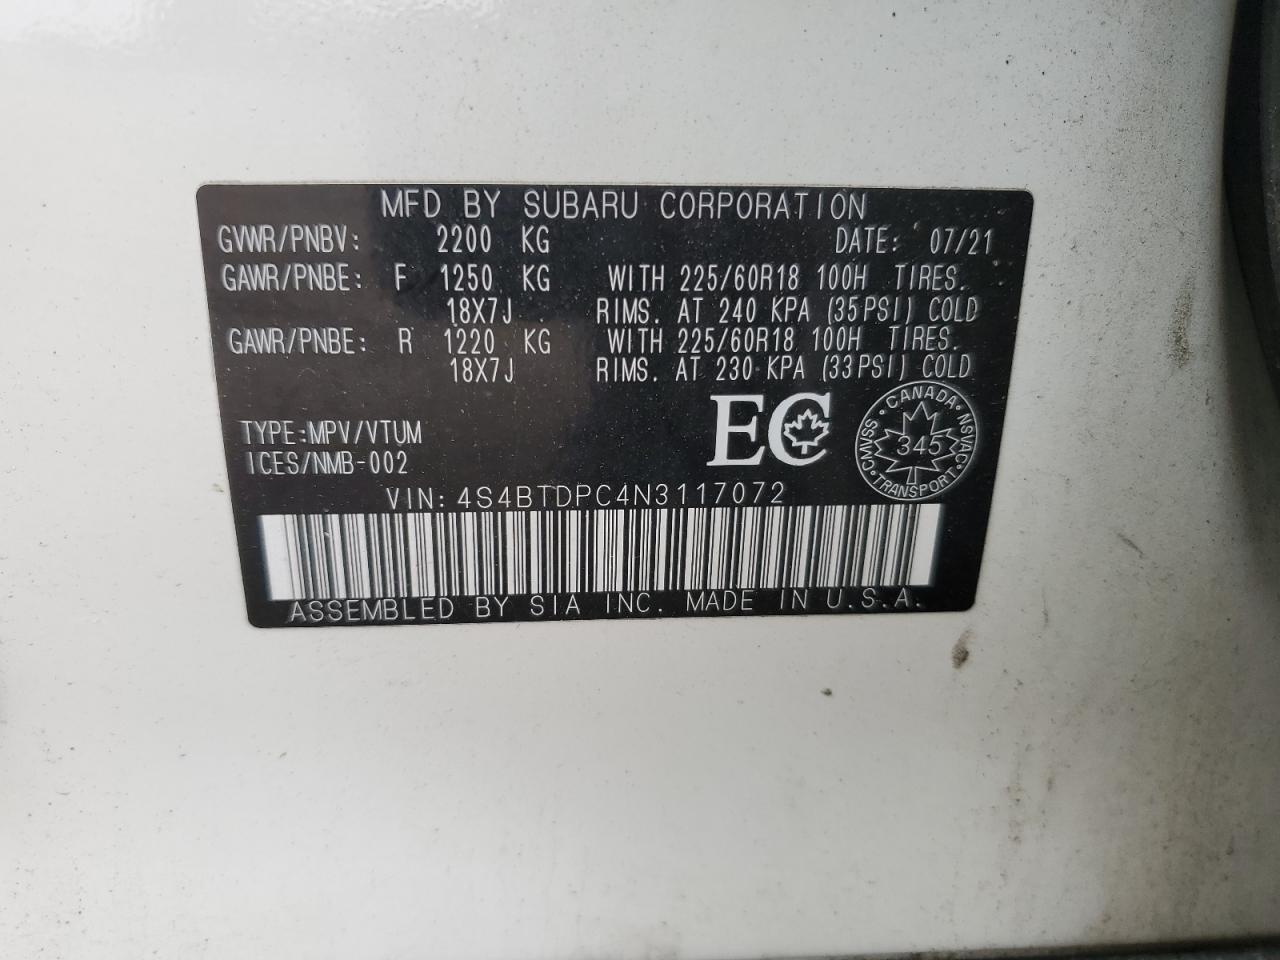 MFD BY SUBARU CORPORATION
GVWR/PNBV: 2200 KG DATE: 07/21
GAWR/PNBE: F 1250 KG WITH 225/60R18 100H TIRES.
18X7J RIMS. AT 240 KPA (35PSI) COLD
GAWR/PNBE: R 1220 KG WITH 225/60R18 100H TIRES.
18X7J RIMS. AT 230 KPA (33PSI) COLD
EC
CANADA
CMVSS 345 NSVAC
TRANSPORT
TYPE:MPV/VTUM
ICES/NMB-002
VIN: 4S4BTDPC4N3117072
ASSEMBLED BY SIA INC. MADE IN U.S.A.